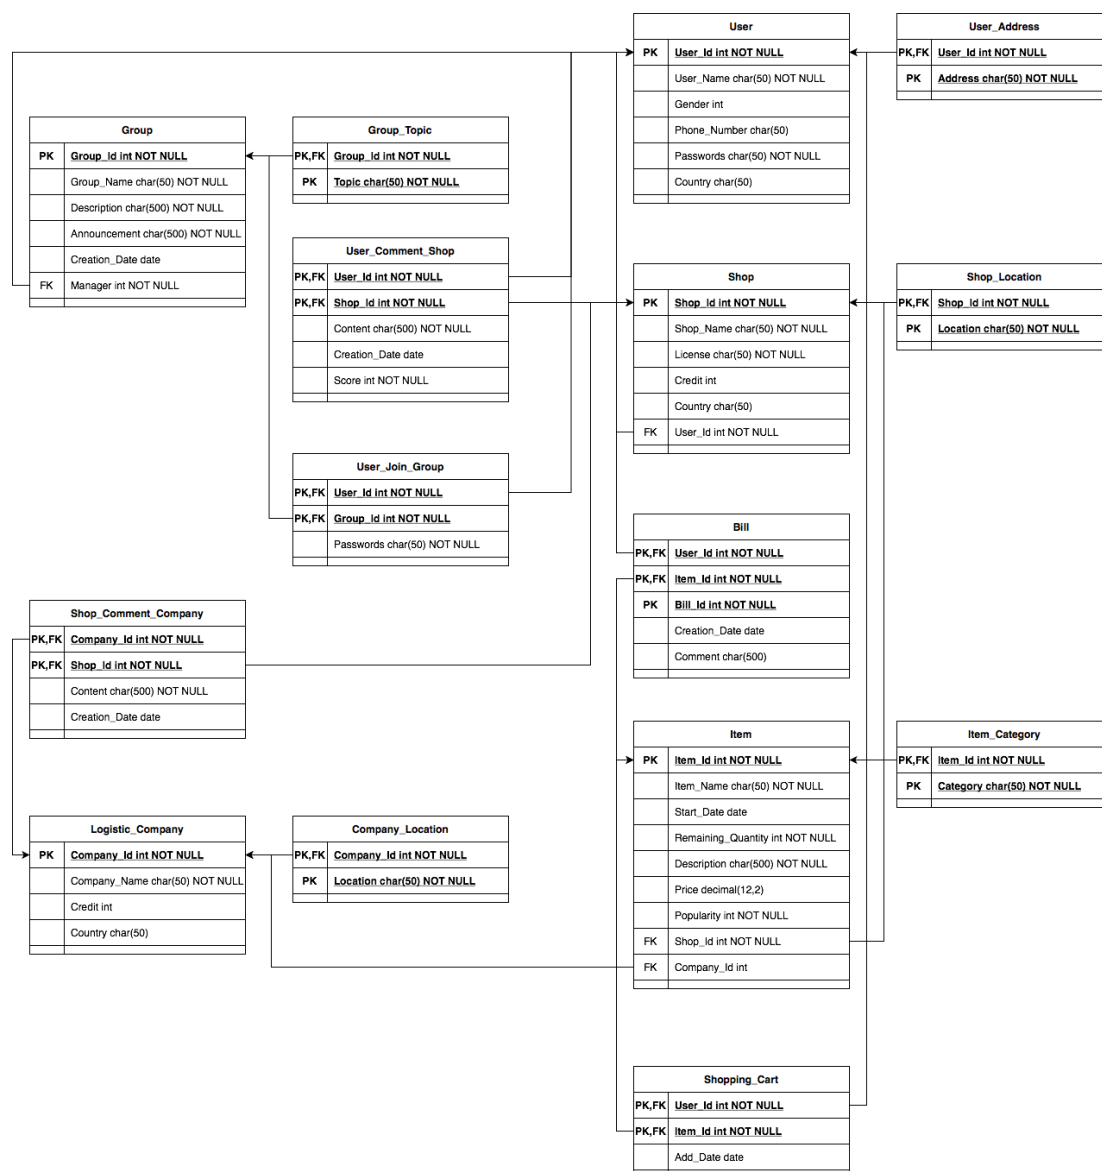 User
PK User_Id int NOT NULL
User_Name char(50) NOT NULL
Gender int
Phone_Number char(50)
Passwords char(50) NOT NULL
Country char(50)
User_Address
PK,FK User_Id int NOT NULL
PK Address char(50) NOT NULL
Group
PK Group_Id int NOT NULL
Group_Name char(50) NOT NULL
Description char(500) NOT NULL
Announcement char(500) NOT NULL
Creation_Date date
FK Manager int NOT NULL
Group_Topic
PK,FK Group_Id int NOT NULL
PK Topic char(50) NOT NULL
User_Comment_Shop
PK,FK User_Id int NOT NULL
PK,FK Shop_Id int NOT NULL
Content char(500) NOT NULL
Creation_Date date
Score int NOT NULL
Shop
PK Shop_Id int NOT NULL
Shop_Name char(50) NOT NULL
License char(50) NOT NULL
Credit int
Country char(50)
FK User_Id int NOT NULL
Shop_Location
PK,FK Shop_Id int NOT NULL
PK Location char(50) NOT NULL
User_Join_Group
PK,FK User_Id int NOT NULL
PK,FK Group_Id int NOT NULL
Passwords char(50) NOT NULL
Bill
PK,FK User_Id int NOT NULL
PK,FK Item_Id int NOT NULL
PK Bill_Id int NOT NULL
Creation_Date date
Comment char(500)
Shop_Comment_Company
PK,FK Company_Id int NOT NULL
PK,FK Shop_Id int NOT NULL
Content char(500) NOT NULL
Creation_Date date
Item
PK Item_Id int NOT NULL
Item_Name char(50) NOT NULL
Start_Date date
Remaining_Quantity int NOT NULL
Description char(500) NOT NULL
Price decimal(12,2)
Popularity int NOT NULL
FK Shop_Id int NOT NULL
FK Company_Id int
Item_Category
PK,FK Item_Id int NOT NULL
PK Category char(50) NOT NULL
Logistic_Company
PK Company_Id int NOT NULL
Company_Name char(50) NOT NULL
Credit int
Country char(50)
Company_Location
PK,FK Company_Id int NOT NULL
PK Location char(50) NOT NULL
Shopping_Cart
PK,FK User_Id int NOT NULL
PK,FK Item_Id int NOT NULL
Add_Date date